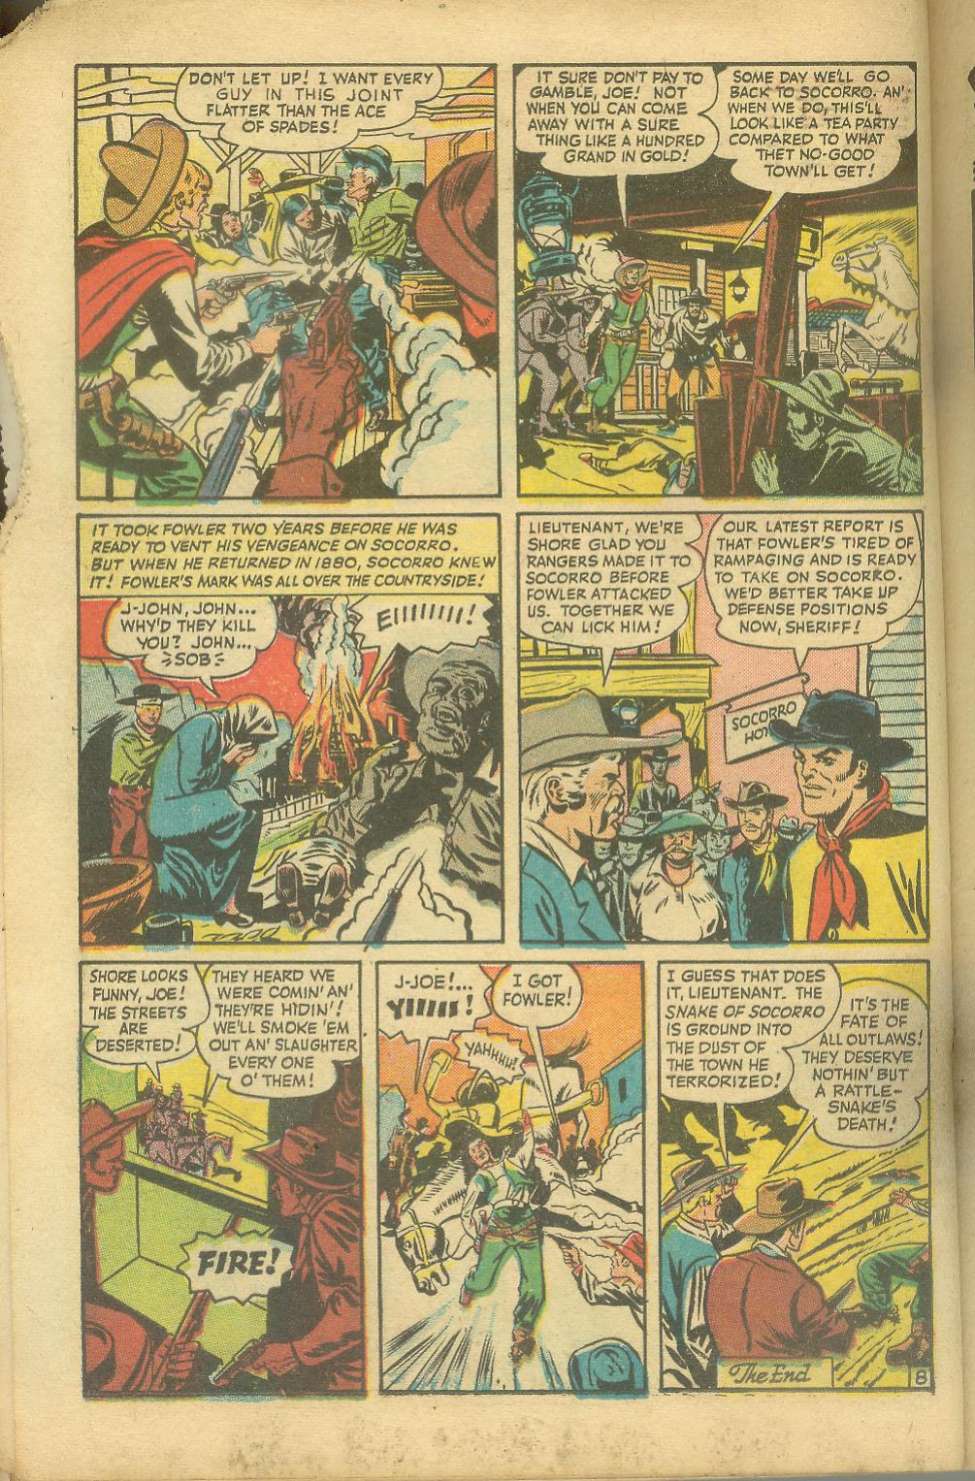 DON'T LET UP! I WANT EVERY
GUY IN THIS JOINT
FLATTER THAN THE ACE
OF SPADES!
IT SURE DON'T PAY TO
GAMBLE, JOE! NOT
WHEN YOU CAN COME
AWAY WITH A SURE
THING LIKE A HUNDRED
GRAND IN GOLD!
SOME DAY WE'LL GO
BACK TO SOCORRO. AN'
WHEN WE DO, THIS'LL
LOOK LIKE A TEA PARTY
COMPARED TO WHAT
THET NO-GOOD
TOWN'LL GET!
IT TOOK FOWLER TWO YEARS BEFORE HE WAS
READY TO VENT HIS VENGEANCE ON SOCORRO.
BUT WHEN HE RETURNED IN 1880, SOCORRO KNEW
IT! FOWLER'S MARK WAS ALL OVER THE COUNTRYSIDE!
J-JOHN, JOHN...
WHY'D THEY KILL
YOU? JOHN...
SOB
EIIIIIIII!
LIEUTENANT, WE'RE
SHORE GLAD YOU
RANGERS MADE IT TO
SOCORRO BEFORE
FOWLER ATTACKED
US. TOGETHER WE
CAN LICK HIM!
OUR LATEST REPORT IS
THAT FOWLER'S TIRED OF
RAMPAGING AND IS READY
TO TAKE ON SOCORRO.
WE'D BETTER TAKE UP
DEFENSE POSITIONS
NOW, SHERIFF!
SOCORRO
HOT
SHORE LOOKS
FUNNY, JOE!
THE STREETS
ARE
DESERTED!
THEY HEARD WE
WERE COMIN' AN'
THEY'RE HIDIN'!
WE'LL SMOKE 'EM
OUT AN' SLAUGHTER
EVERY ONE
O' THEM!
FIRE!
J-JOE!...
YIIIIII!
YAHHHH!
I GOT
FOWLER!
I GUESS THAT DOES
IT, LIEUTENANT. THE
SNAKE OF SOCORRO
IS GROUND INTO
THE DUST OF
THE TOWN HE
TERRORIZED!
IT'S THE
FATE OF
ALL OUTLAWS!
THEY DESERVE
NOTHIN' BUT
A RATTLE-
SNAKE'S
DEATH!
The End
8